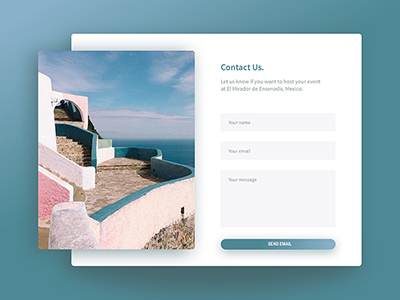 Contact Us.
Let us know if you want to host your event
at El Mirador de Ensenada, Mexico.
Your name
Your email
Your message
SEND EMAIL